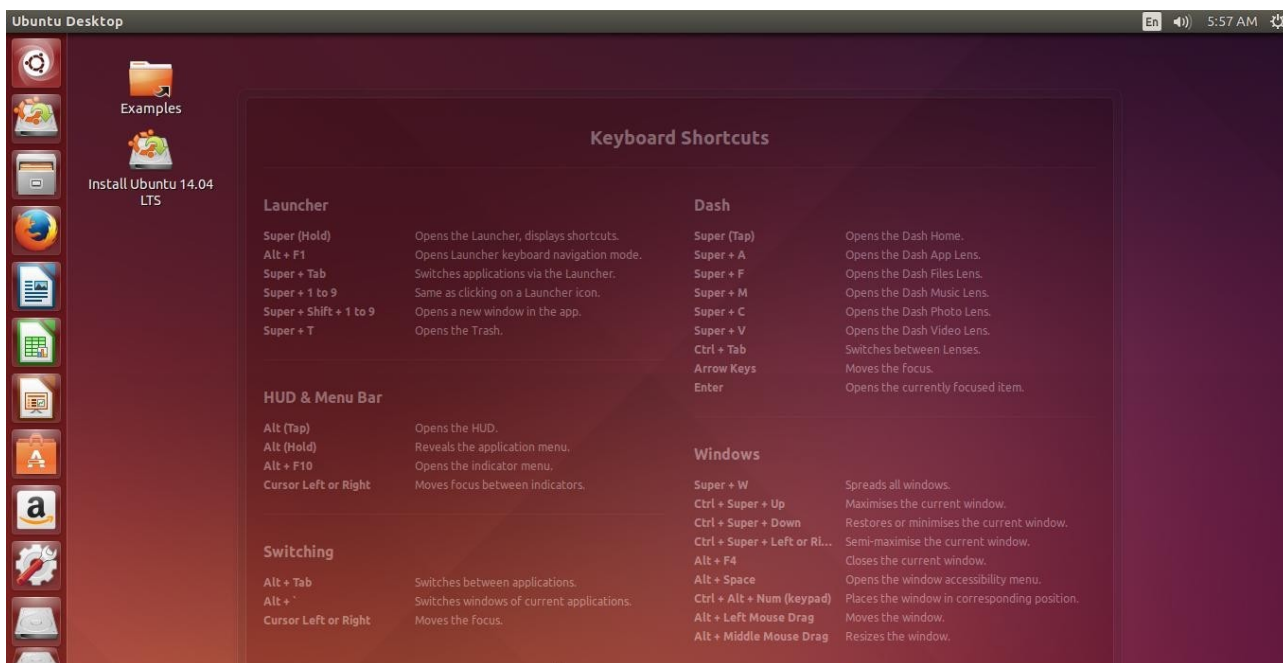 Ubuntu Desktop
En
5:57 AM
Examples
Install Ubuntu 14.04
LTS
a
Keyboard Shortcuts
Launcher
Super (Hold) Opens the Launcher, displays shortcuts.
Alt + F1 Opens Launcher keyboard navigation mode.
Super + Tab Switches applications via the Launcher.
Super + 1 to 9 Same as clicking on a Launcher icon.
Super + Shift + 1 to 9 Opens a new window in the app.
Super + T Opens the Trash.
HUD & Menu Bar
Alt (Tap) Opens the HUD.
Alt (Hold) Reveals the application menu.
Alt + F10 Opens the indicator menu.
Cursor Left or Right Moves focus between indicators.
Switching
Alt + Tab Switches between applications.
Alt + ` Switches windows of current applications.
Cursor Left or Right Moves the focus.
Dash
Super (Tap) Opens the Dash Home.
Super + A Opens the Dash App Lens.
Super + F Opens the Dash Files Lens.
Super + M Opens the Dash Music Lens.
Super + C Opens the Dash Photo Lens.
Super + V Opens the Dash Video Lens.
Ctrl + Tab Switches between Lenses.
Arrow Keys Moves the focus.
Enter Opens the currently focused item.
Windows
Super + W Spreads all windows.
Ctrl + Super + Up Maximises the current window.
Ctrl + Super + Down Restores or minimises the current window.
Ctrl + Super + Left or Ri... Semi-maximise the current window.
Alt + F4 Closes the current window.
Alt + Space Opens the window accessibility menu.
Ctrl + Alt + Num (keypad) Places the window in corresponding position.
Alt + Left Mouse Drag Moves the window.
Alt + Middle Mouse Drag Resizes the window.